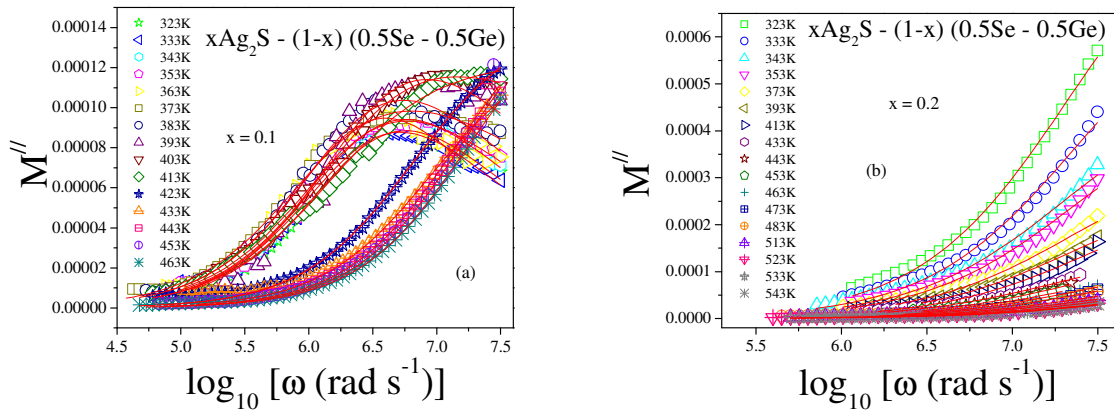 xAg₂S - (1-x) (0.5Se - 0.5Ge)
x = 0.1
(a)
323K
333K
343K
353K
363K
373K
383K
393K
403K
413K
423K
433K
443K
453K
463K
0.00014
0.00012
0.00010
0.00008
0.00006
0.00004
0.00002
0.00000
M''
4.5 5.0 5.5 6.0 6.5 7.0 7.5
log₁₀ [ω (rad s⁻¹)]
xAg₂S - (1-x) (0.5Se - 0.5Ge)
x = 0.2
(b)
323K
333K
343K
353K
373K
393K
413K
433K
443K
453K
463K
473K
483K
513K
523K
533K
543K
0.0006
0.0005
0.0004
0.0003
0.0002
0.0001
0.0000
M''
5.5 6.0 6.5 7.0 7.5
log₁₀ [ω (rad s⁻¹)]